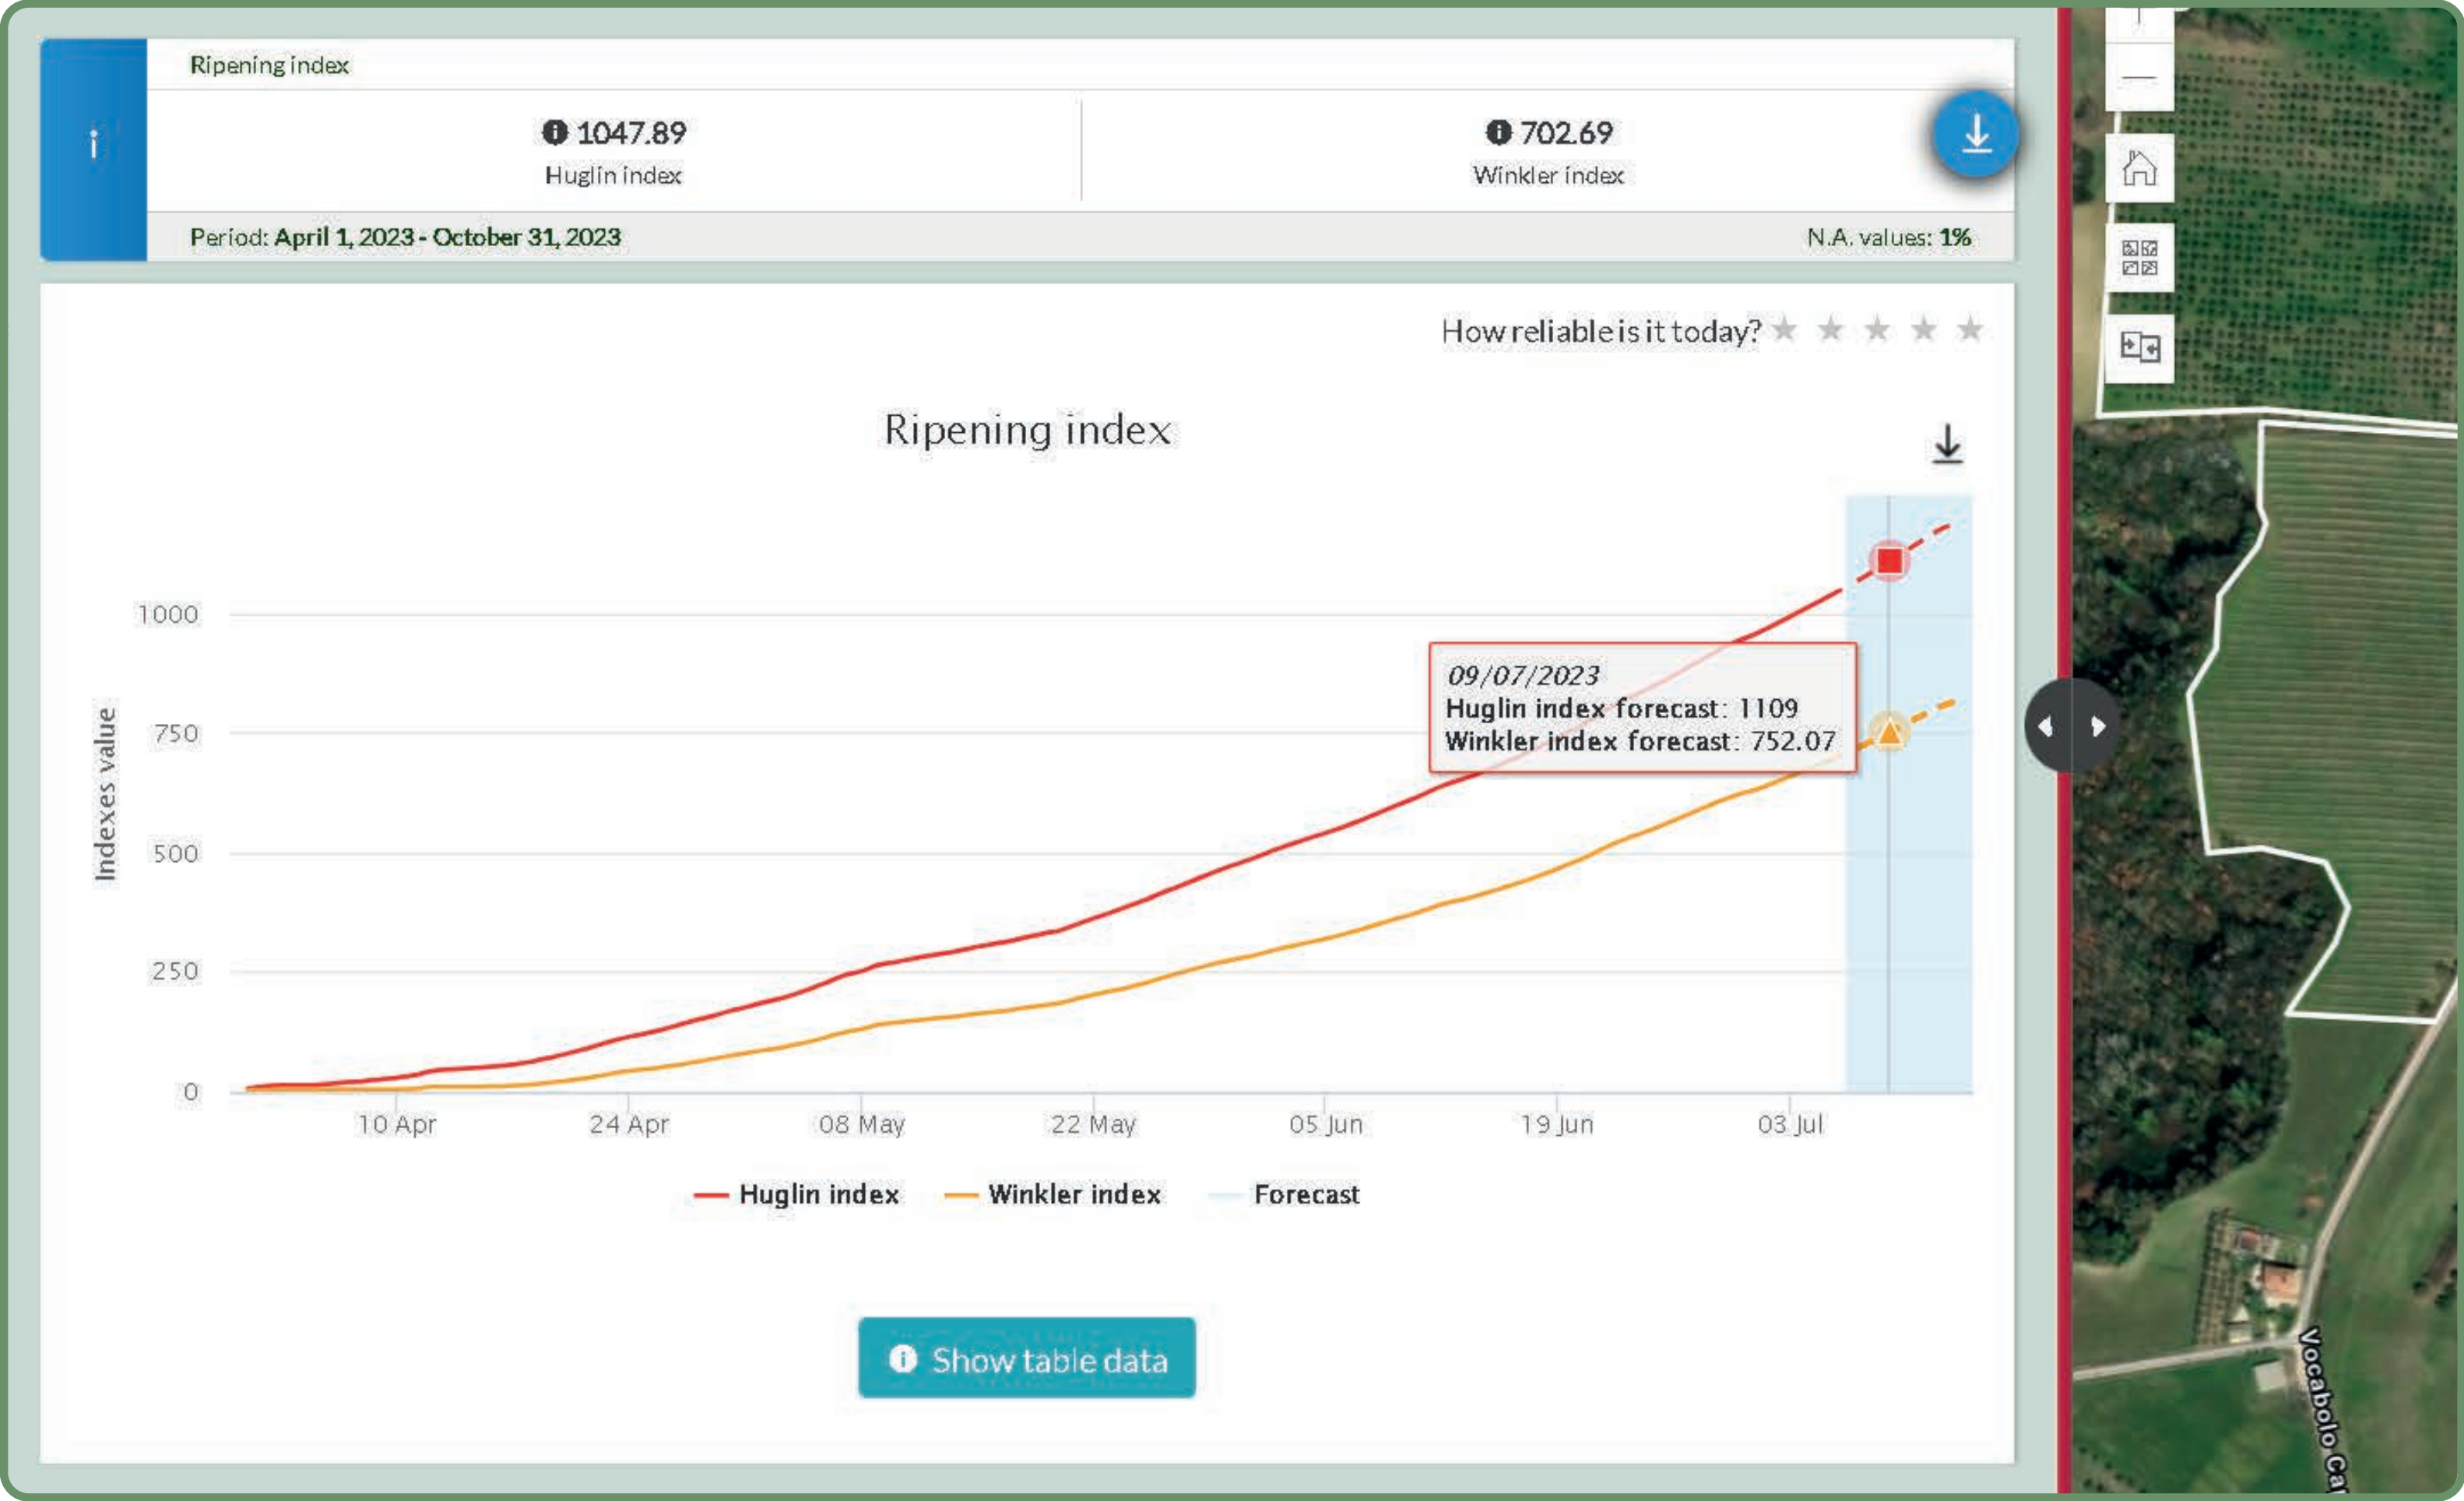 Ripening index
1047.89
Huglin index
702.69
Winkler index
Period: April 1, 2023 - October 31, 2023
N.A. values: 1%
How reliable is it today?
Ripening index
Indexes value
1000
750
500
250
0
09/07/2023
Huglin index forecast: 1109
Winkler index forecast: 752.07
10 Apr
24 Apr
08 May
22 May
05 Jun
19 Jun
03 Jul
Huglin index
Winkler index
Forecast
Show table data
Vocabolo